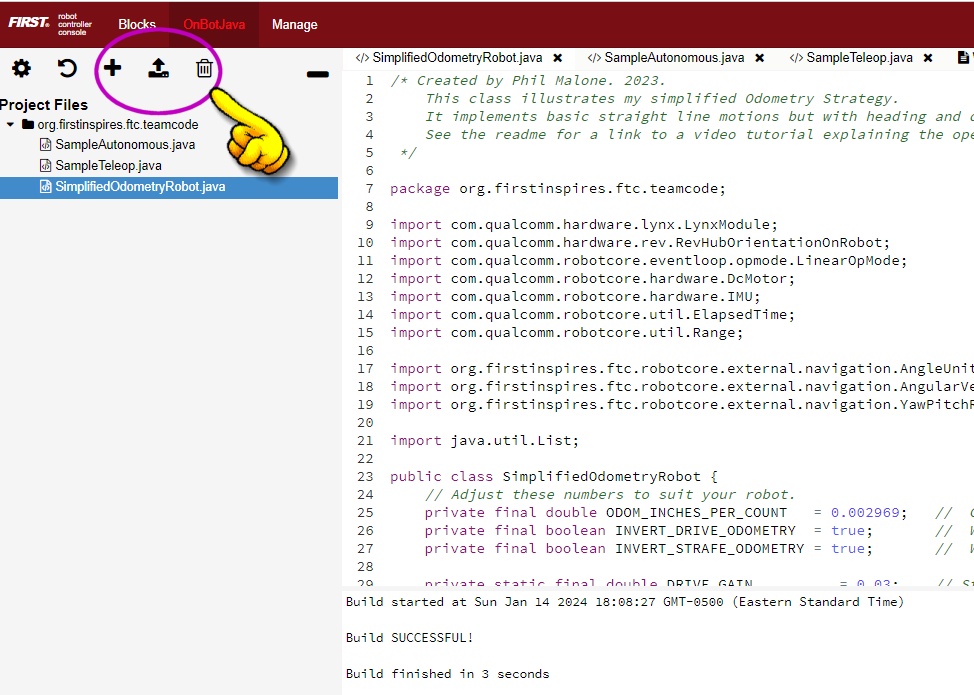 FIRST® robot controller console Blocks OnBotJava Manage
Project Files
org.firstinspires.ftc.teamcode
SampleAutonomous.java
SampleTeleop.java
SimplifiedOdometryRobot.java
</> SimplifiedOdometryRobot.java ✖ </> SampleAutonomous.java ✖ </> SampleTeleop.java ✖
1 /* Created by Phil Malone. 2023.
2 This class illustrates my simplified Odometry Strategy.
3 It implements basic straight line motions but with heading and
4 See the readme for a link to a video tutorial explaining the
5 */
6
7 package org.firstinspires.ftc.teamcode;
8
9 import com.qualcomm.hardware.lynx.LynxModule;
10 import com.qualcomm.hardware.rev.RevHubOrientationOnRobot;
11 import com.qualcomm.robotcore.eventloop.opmode.LinearOpMode;
12 import com.qualcomm.robotcore.hardware.DcMotor;
13 import com.qualcomm.robotcore.hardware.IMU;
14 import com.qualcomm.robotcore.util.ElapsedTime;
15 import com.qualcomm.robotcore.util.Range;
16
17 import org.firstinspires.ftc.robotcore.external.navigation.AngleUnit
18 import org.firstinspires.ftc.robotcore.external.navigation.AngularVe
19 import org.firstinspires.ftc.robotcore.external.navigation.YawPitchR
20
21 import java.util.List;
22
23 public class SimplifiedOdometryRobot {
24 // Adjust these numbers to suit your robot.
25 private final double ODOM_INCHES_PER_COUNT = 0.002969; //
26 private final boolean INVERT_DRIVE_ODOMETRY = true; //
27 private final boolean INVERT_STRAFE_ODOMETRY = true; //
28
29 private static final double DRIVE_GAIN = 0.03; //
Build started at Sun Jan 14 2024 18:08:27 GMT-0500 (Eastern Standard Time)
Build SUCCESSFUL!
Build finished in 3 seconds